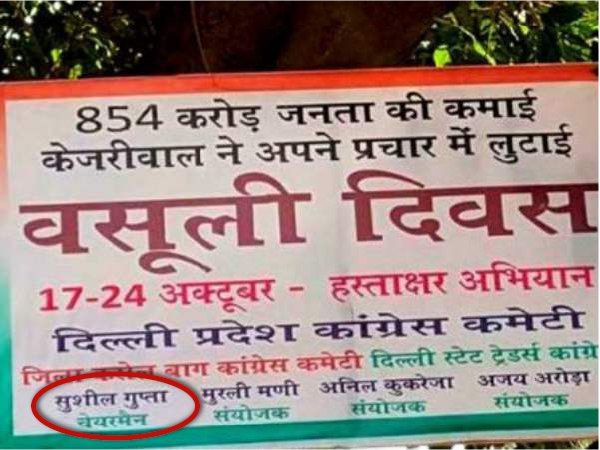 854 करोड़ जनता की कमाई
केजरीवाल ने अपने प्रचार में लुटाई
वसूली दिवस
17-24 अक्टूबर - हस्ताक्षर अभियान
दिल्ली प्रदेश कांग्रेस कमेटी
जिला करोल बाग कांग्रेस कमेटी दिल्ली स्टेट ट्रेडर्स कांग्रे
सुशील गुप्ता मुरली मणी अनिल कुकरेजा अजय अरोड़ा
चेयरमैन संयोजक संयोजक संयोजक